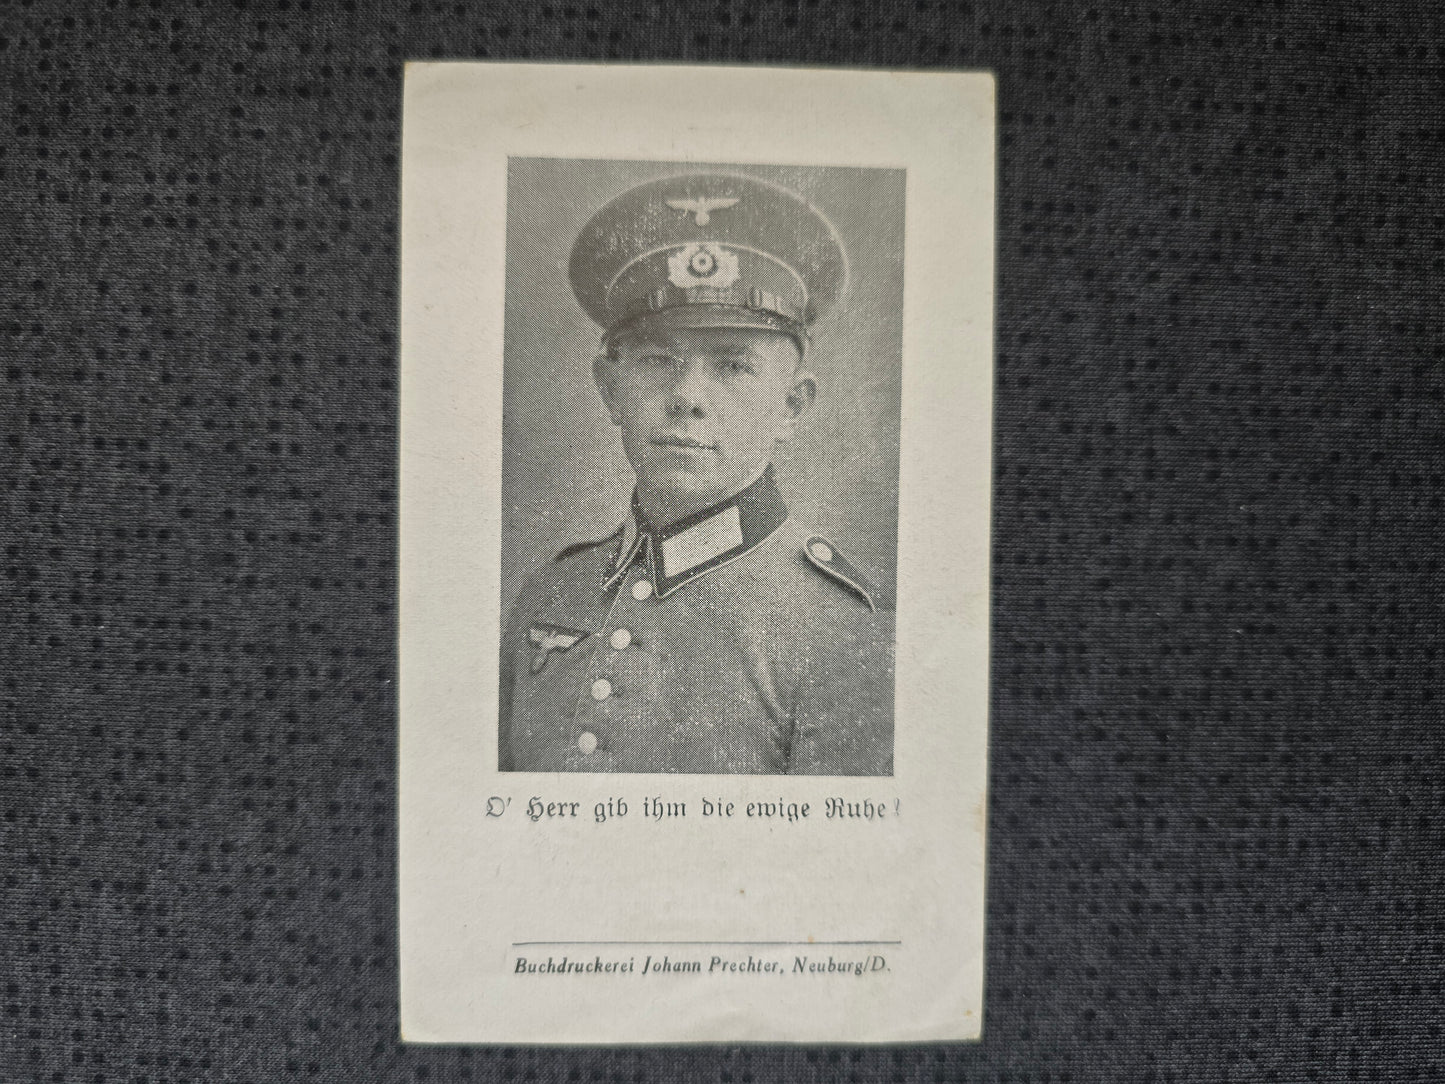 O' Herr gib ihm die ewige Ruhe!
Buchdruckerei Johann Prechter, Neuburg/D.